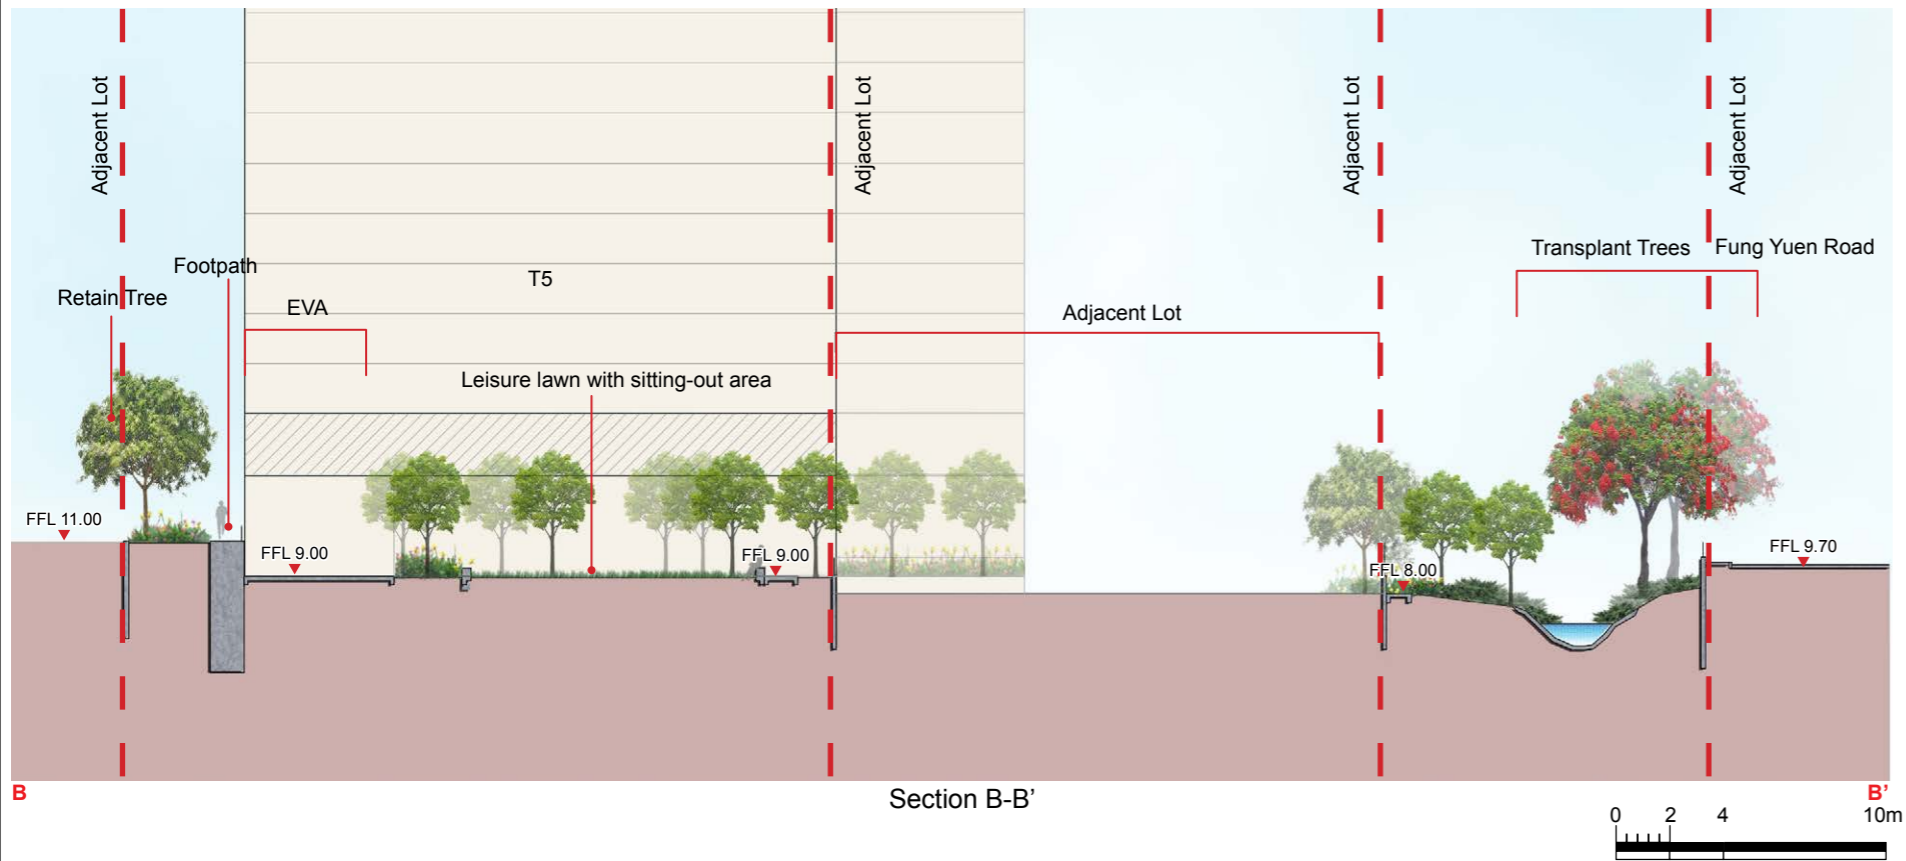 Adjacent Lot
Adjacent Lot
Adjacent Lot
Adjacent Lot
Transplant Trees
Fung Yuen Road
Footpath
T5
Retain Tree
EVA
Adjacent Lot
Leisure lawn with sitting-out area
FFL 11.00
FFL 9.00
FFL 9.00
FFL 8.00
FFL 9.70
B
Section B-B’
B’
0 2 4 10m